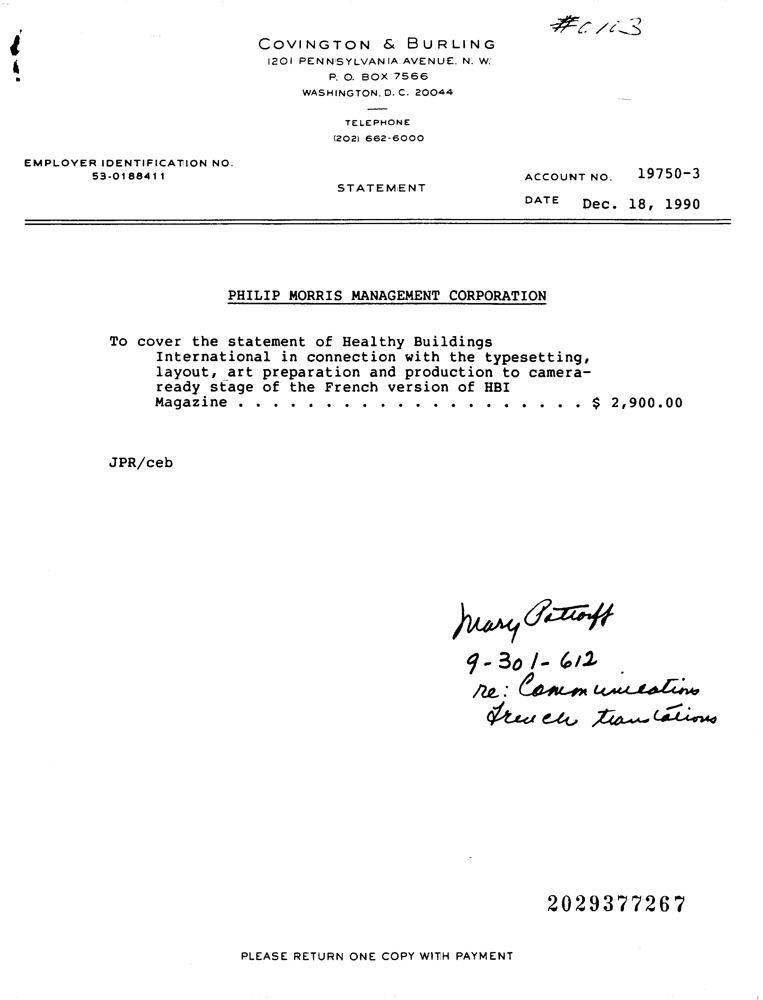 #C113
COVINGTON & BURLING
1201 PENNSYLVANIA AVENUE, N. W.
P. O. BOX 7566
WASHINGTON, D. C. 20044
TELEPHONE
(202) 662-6000
EMPLOYER IDENTIFICATION NO.
53-0188411
STATEMENT
ACCOUNT NO. 19750-3
DATE Dec. 18, 1990
PHILIP MORRIS MANAGEMENT CORPORATION
To cover the statement of Healthy Buildings
International in connection with the typesetting,
layout, art preparation and production to camera-
ready stage of the French version of HBI
Magazine . . . . . . . . . . . . . . . . . . . . . $ 2,900.00
JPR/ceb
Mary Pottorff
9-301-612
re: Communications
French translations
2029377267
PLEASE RETURN ONE COPY WITH PAYMENT